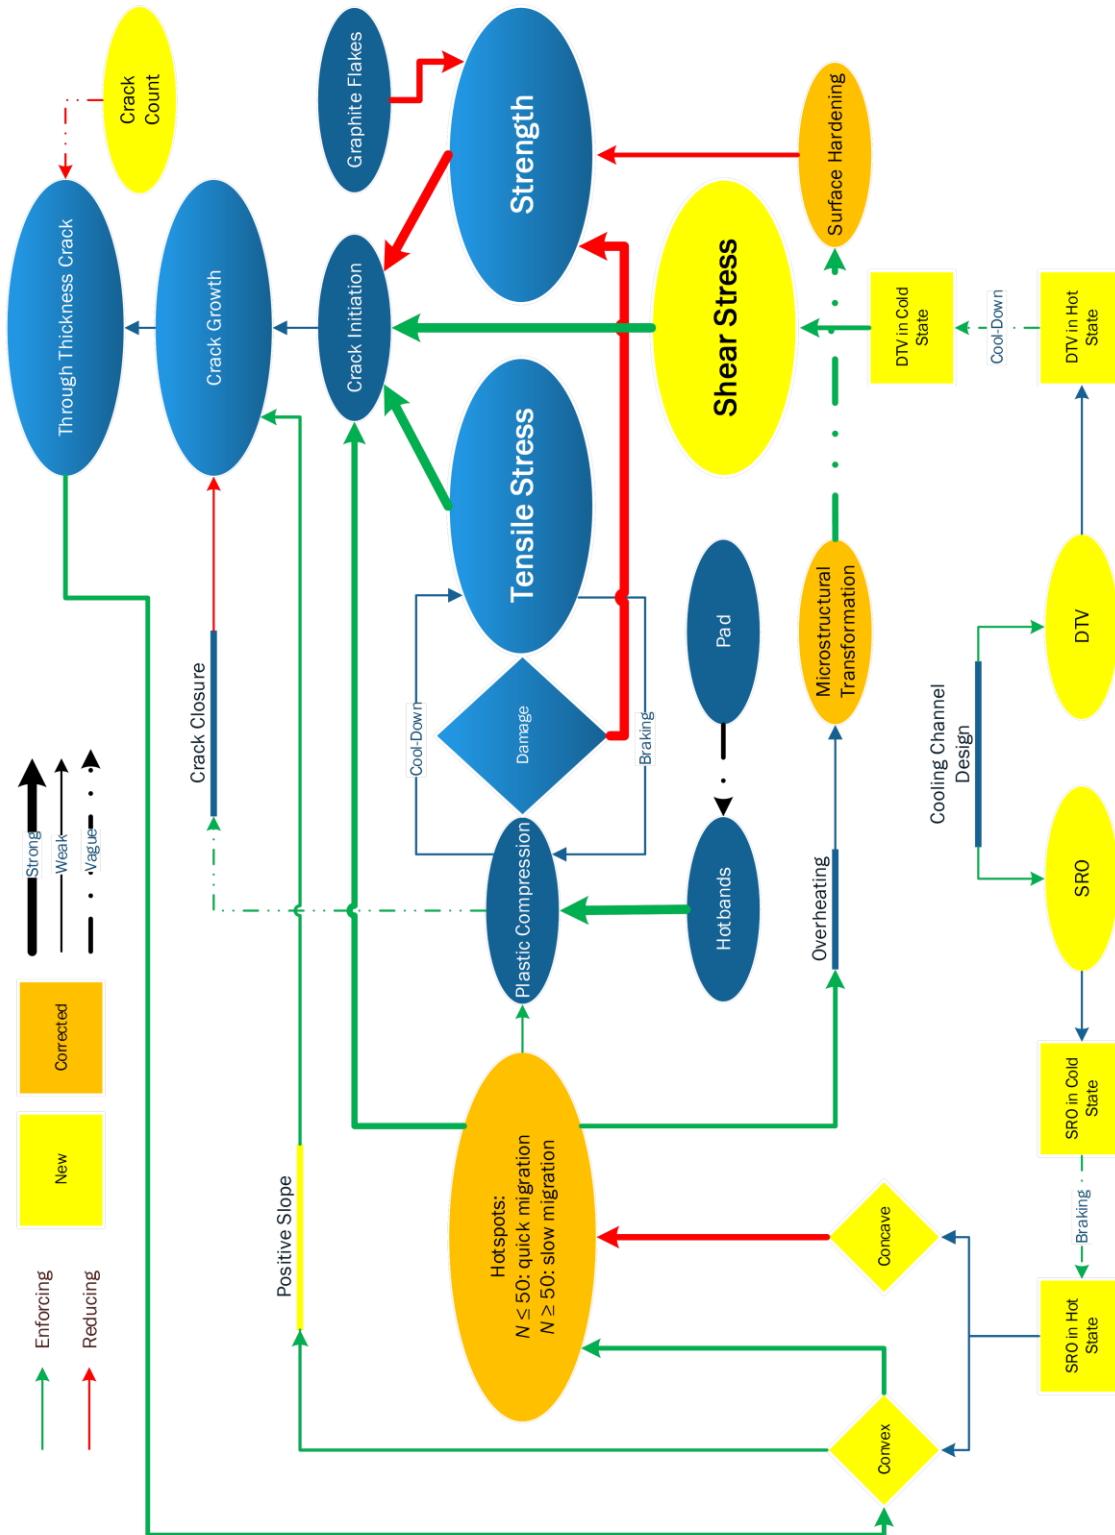 Enforcing
Reducing
New
Corrected
Strong
Weak
Vague
Through Thickness Crack
Crack
Count
Crack Closure
Crack Growth
Positive Slope
Crack Initiation
Graphite Flakes
Cool-Down
Hotspots:
N ≤ 50: quick migration
N ≥ 50: slow migration
Plastic Compression
Damage
Tensile Stress
Strength
Braking
Hotbands
Pad
Shear Stress
Overheating
Microstructural
Transformation
Surface Hardening
Convex
Concave
Cooling Channel
Design
DTV in Cold
State
Cool-Down
SRO in Hot
State
Braking
SRO in Cold
State
SRO
DTV
DTV in Hot
State